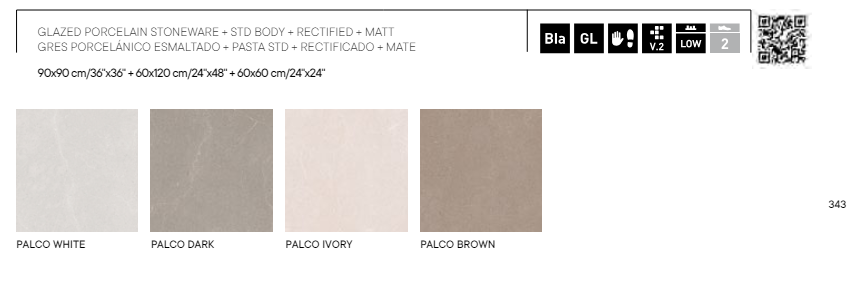 GLAZED PORCELAIN STONEWARE + STD BODY + RECTIFIED + MATT
GRES PORCELÁNICO ESMALTADO + PASTA STD + RECTIFICADO + MATE
90x90 cm/36"x36" + 60x120 cm/24"x48" + 60x60 cm/24"x24"
BIa GL V.2 LOW 2
PALCO WHITE PALCO DARK PALCO IVORY PALCO BROWN
343